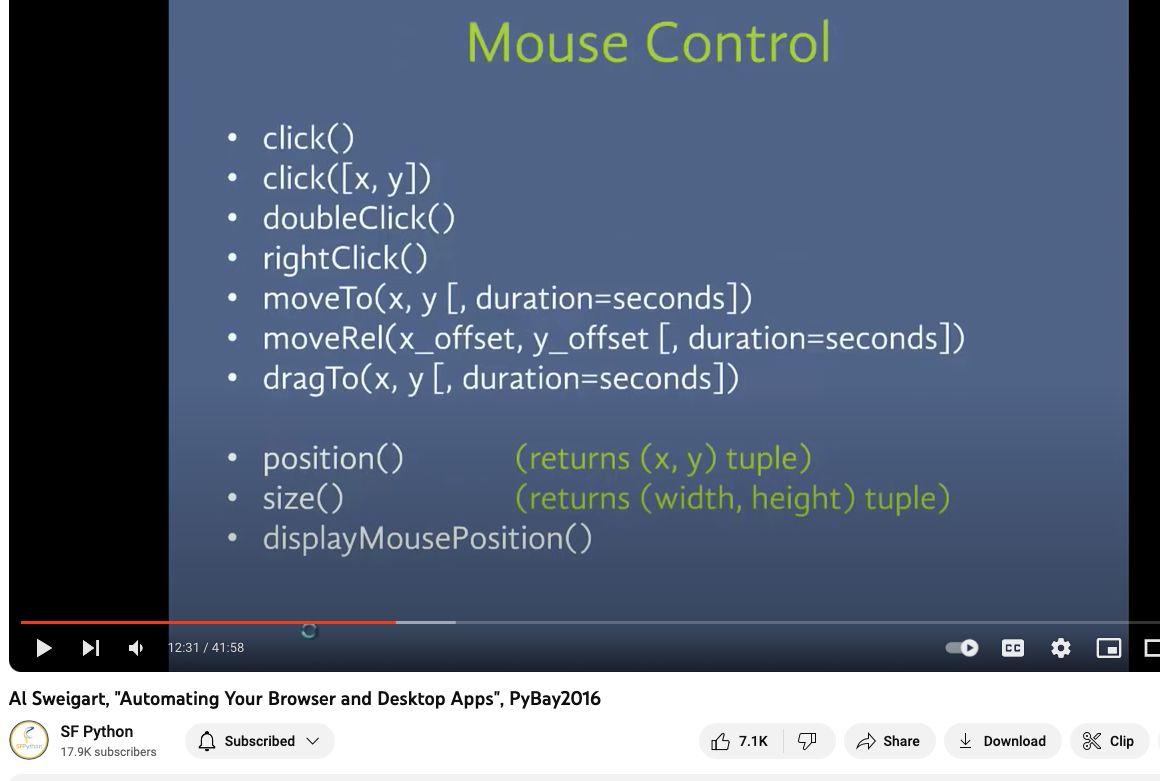 Mouse Control
• click()
• click([x, y])
• doubleClick()
• rightClick()
• moveTo(x, y [, duration=seconds])
• moveRel(x_offset, y_offset [, duration=seconds])
• dragTo(x, y [, duration=seconds])
• position() (returns (x, y) tuple)
• size() (returns (width, height) tuple)
• displayMousePosition()
12:31 / 41:58 CC
Al Sweigart, "Automating Your Browser and Desktop Apps", PyBay2016
SFPython
SF Python
17.9K subscribers
Subscribed 7.1K Share Download Clip